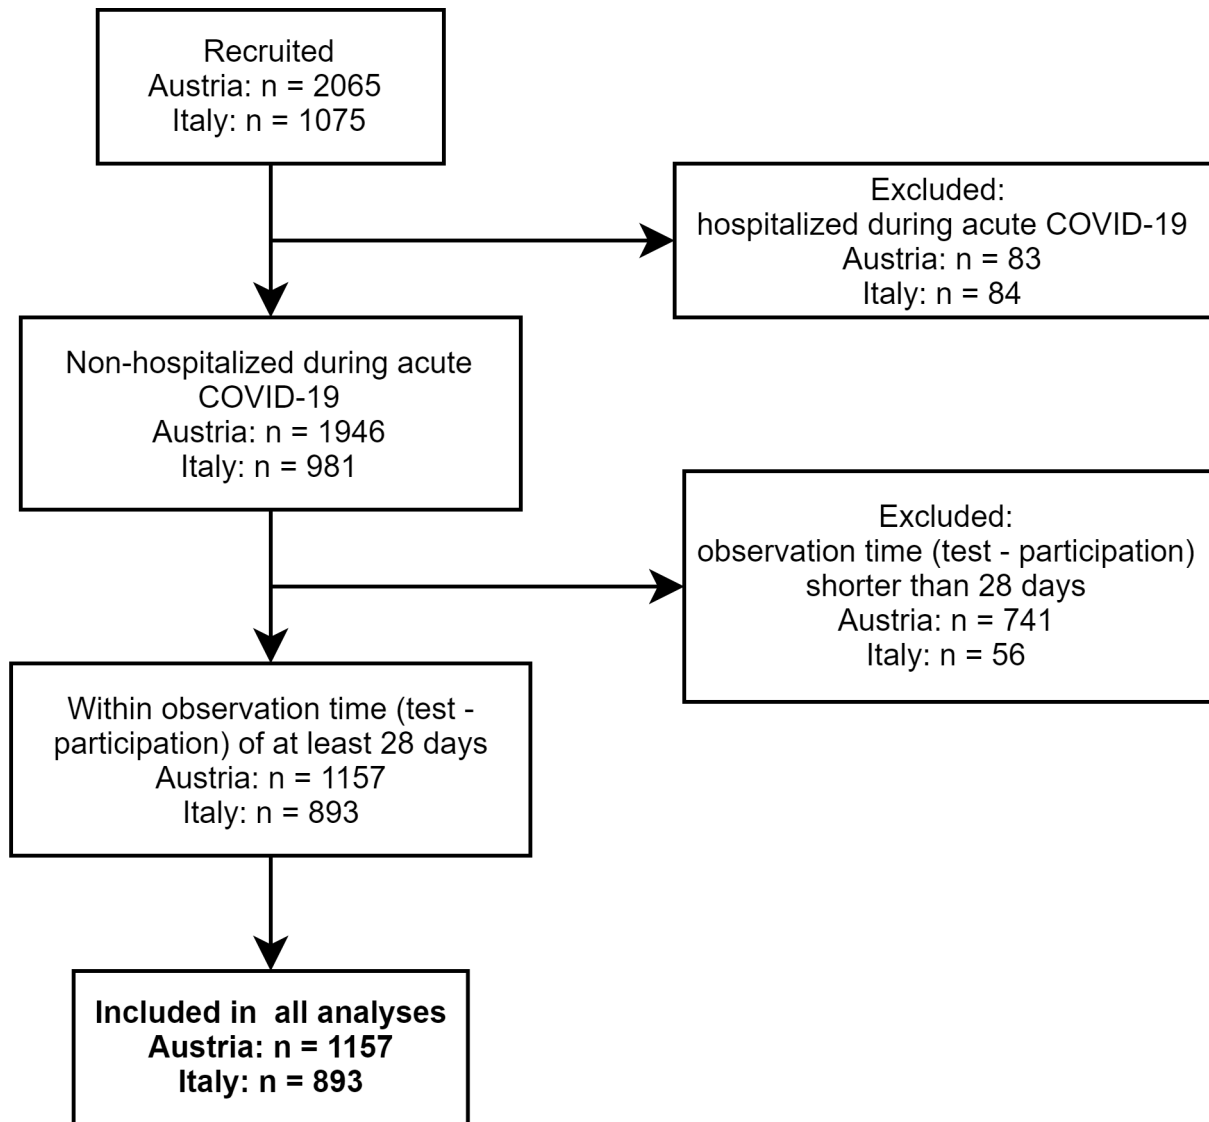 Recruited
Austria: n = 2065
Italy: n = 1075
Excluded:
hospitalized during acute COVID-19
Austria: n = 83
Italy: n = 84
Non-hospitalized during acute
COVID-19
Austria: n = 1946
Italy: n = 981
Excluded:
observation time (test - participation)
shorter than 28 days
Austria: n = 741
Italy: n = 56
Within observation time (test -
participation) of at least 28 days
Austria: n = 1157
Italy: n = 893
Included in  all analyses
Austria: n = 1157
Italy: n = 893